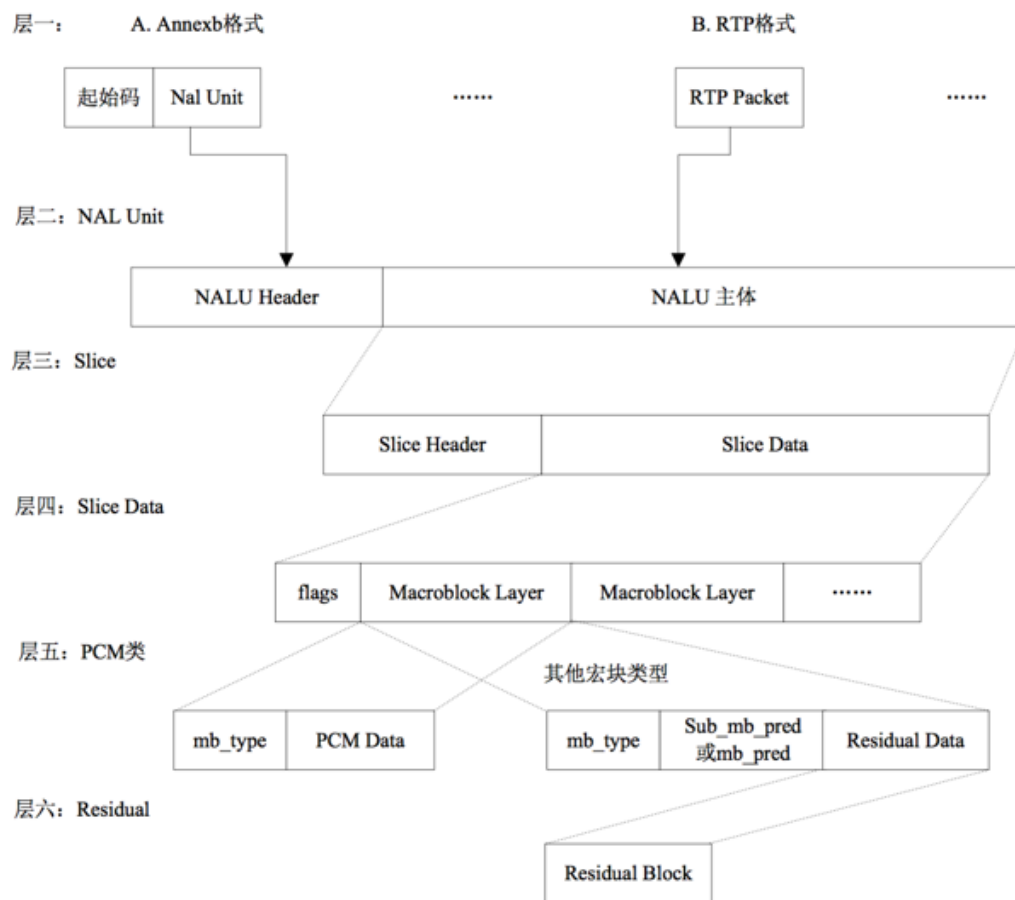 层一： A. Annexb格式 B. RTP格式
起始码 Nal Unit …… RTP Packet ……
层二：NAL Unit
NALU Header NALU 主体
层三：Slice
Slice Header Slice Data
层四：Slice Data
flags Macroblock Layer Macroblock Layer ……
层五：PCM类
其他宏块类型
mb_type PCM Data mb_type Sub_mb_pred
或mb_pred Residual Data
层六：Residual
Residual Block